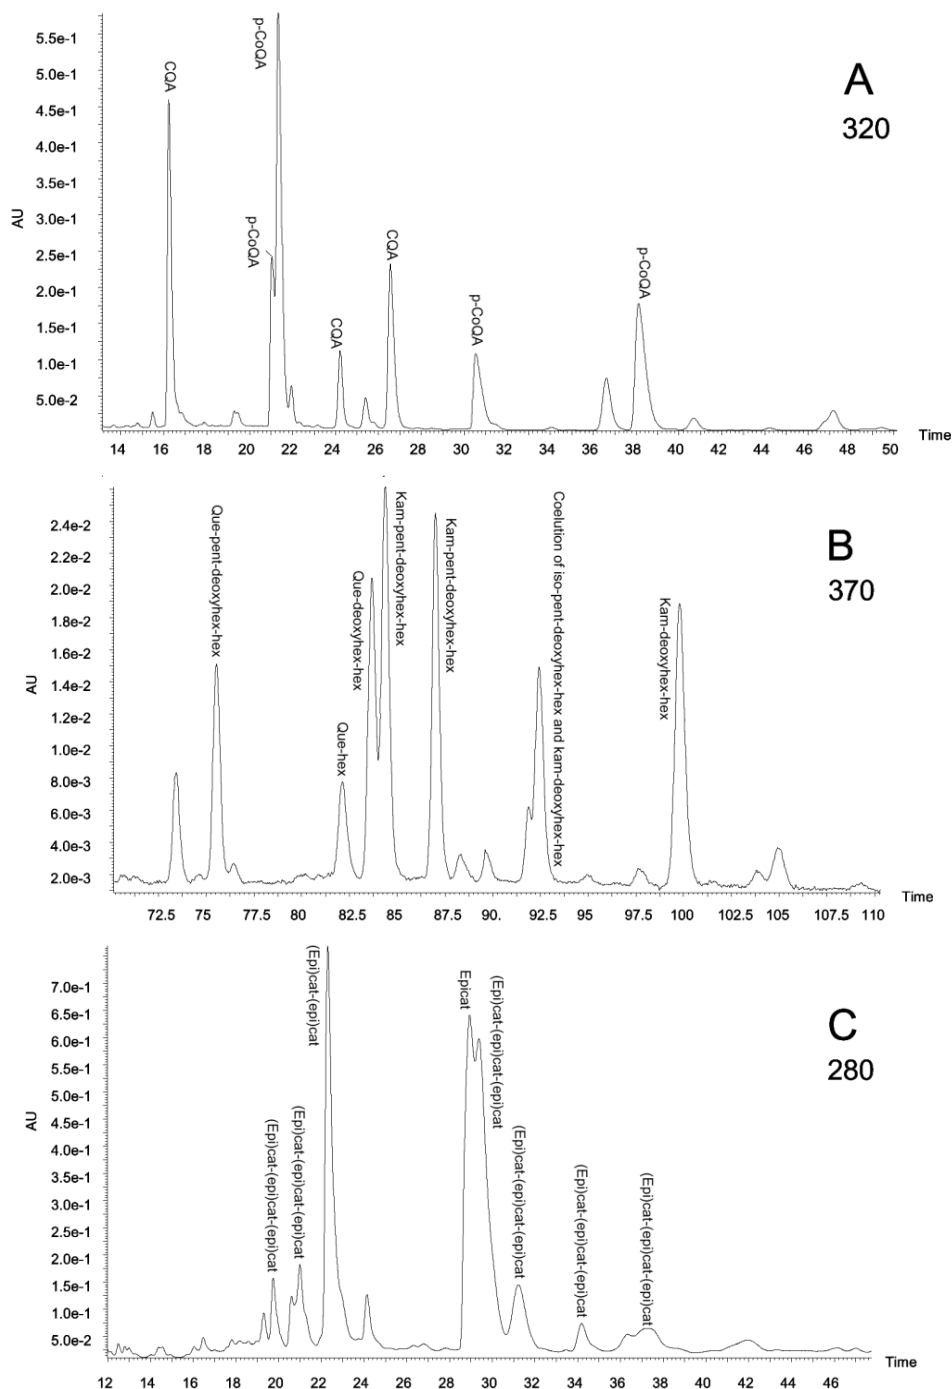 A
320
AU
5.5e-1
5.0e-1
4.5e-1
4.0e-1
3.5e-1
3.0e-1
2.5e-1
2.0e-1
1.5e-1
1.0e-1
5.0e-2
CQA
p-CoQA
p-CoQA
CQA
CQA
p-CoQA
p-CoQA
14 16 18 20 22 24 26 28 30 32 34 36 38 40 42 44 46 48 50
Time
B
370
AU
2.4e-2
2.2e-2
2.0e-2
1.8e-2
1.6e-2
1.4e-2
1.2e-2
1.0e-2
8.0e-3
6.0e-3
4.0e-3
2.0e-3
Que-pent-deoxyhex-hex
Que-hex
Que-deoxyhex-hex
Kam-pent-deoxyhex-hex
Kam-pent-deoxyhex-hex
Coelution of iso-pent-deoxyhex-hex and kam-deoxyhex-hex
Kam-deoxyhex-hex
72.5 75 77.5 80 82.5 85 87.5 90. 92.5 95 97.5 100 102.5 105 107.5 110
Time
C
280
AU
7.0e-1
6.5e-1
6.0e-1
5.5e-1
5.0e-1
4.5e-1
4.0e-1
3.5e-1
3.0e-1
2.5e-1
2.0e-1
1.5e-1
1.0e-1
5.0e-2
(Epi)cat-(epi)cat-(epi)cat
(Epi)cat-(epi)cat-(epi)cat
(Epi)cat-(epi)cat
Epicat
(Epi)cat-(epi)cat-(epi)cat-(epi)cat
(Epi)cat-(epi)cat-(epi)cat
(Epi)cat-(epi)cat-(epi)cat
(Epi)cat-(epi)cat-(epi)cat
12 14 16 18 20 22 24 26 28 30 32 34 36 38 40 42 44 46
Time